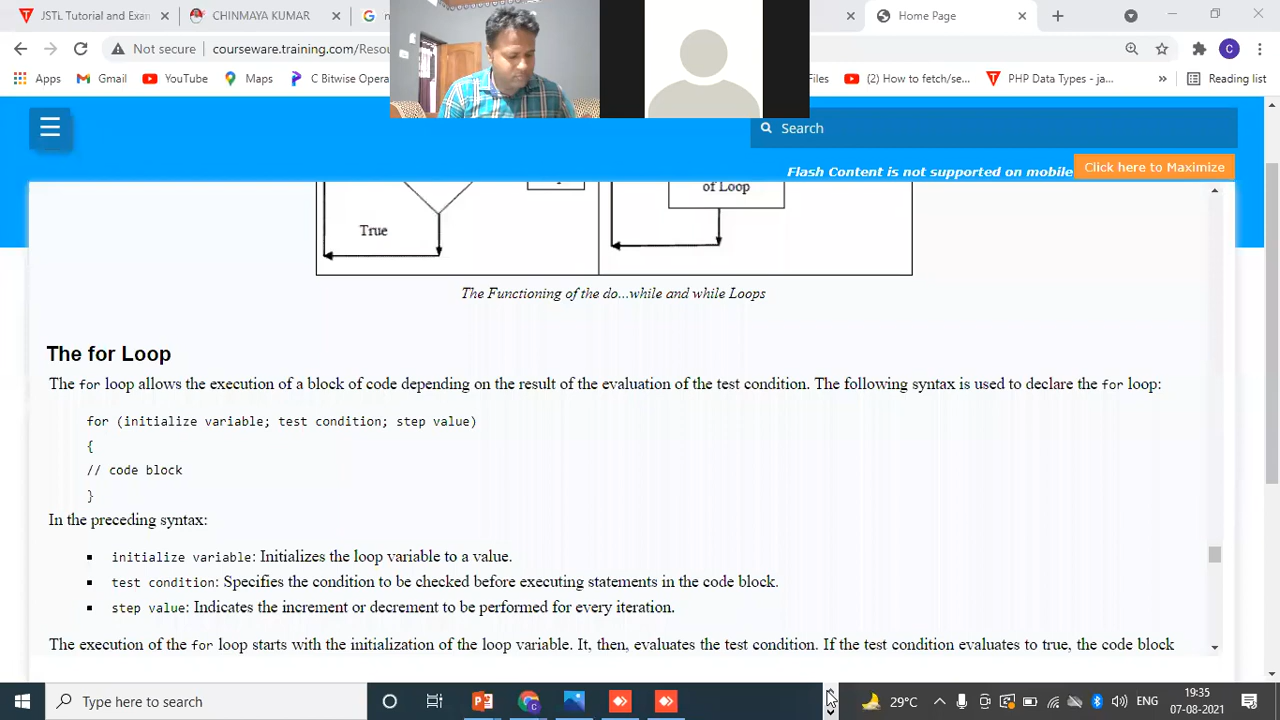 JSTL Tutorial and Exan
CHINMAYA KUMAR
Home Page
Not secure
courseware.training.com/Resou
Apps
Gmail
YouTube
Maps
C Bitwise Opera
Files
(2) How to fetch/se...
PHP Data Types - ja...
»
Reading list
Search
Flash Content is not supported on mobile
Click here to Maximize
of Loop
True
The Functioning of the do...while and while Loops
The for Loop
The for loop allows the execution of a block of code depending on the result of the evaluation of the test condition. The following syntax is used to declare the for loop:
for (initialize variable; test condition; step value)
{
// code block
}
In the preceding syntax:
▪ initialize variable: Initializes the loop variable to a value.
▪ test condition: Specifies the condition to be checked before executing statements in the code block.
▪ step value: Indicates the increment or decrement to be performed for every iteration.
The execution of the for loop starts with the initialization of the loop variable. It, then, evaluates the test condition. If the test condition evaluates to true, the code block
Type here to search
29°C
ENG
19:35
07-08-2021